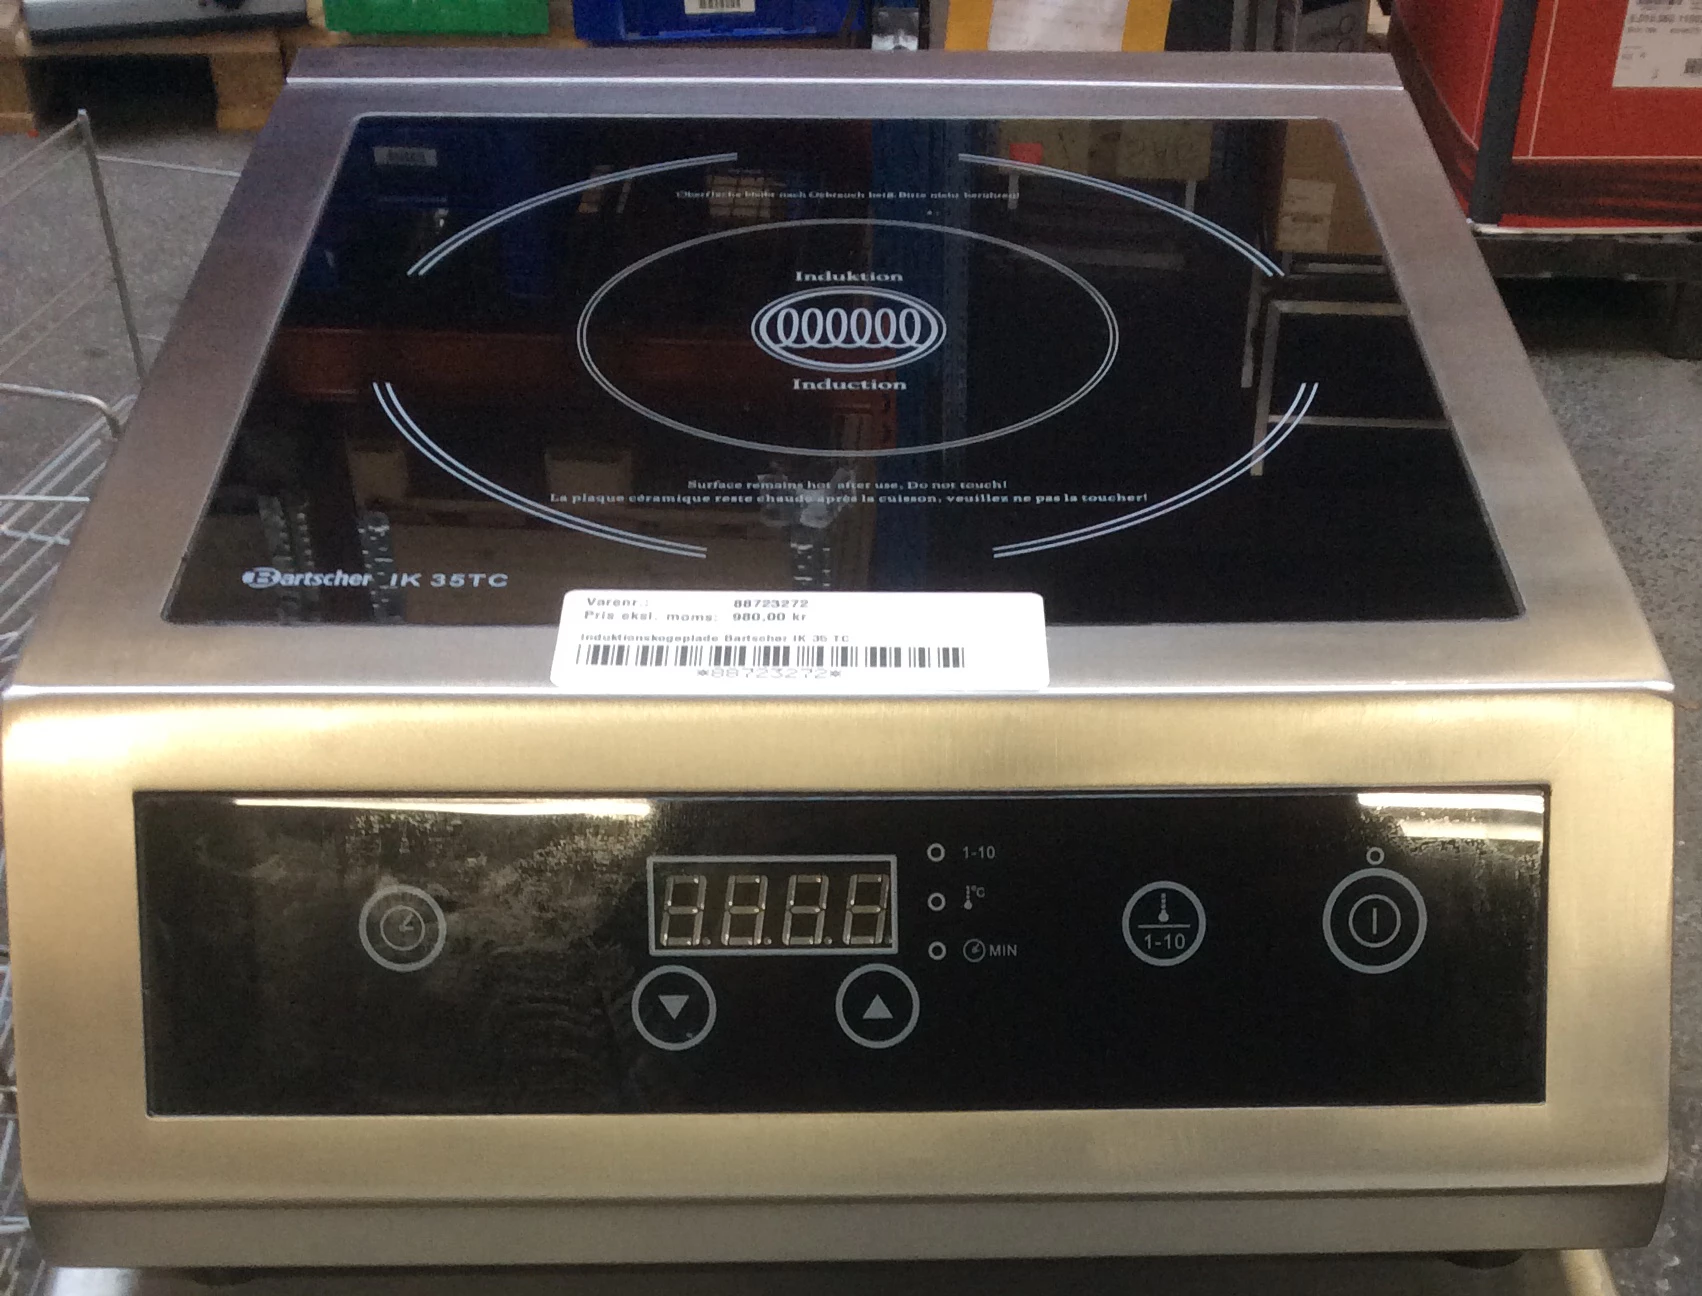 Oberfläche bleibt nach Gebrauch heiß.Bitte nicht berühren!
Induktion
Induction
Surface remains hot after use, Do not touch!
La plaque céramique reste chaude après la cuisson, veuillez ne pas la toucher!
Bartscher IK 35TC
Varenr.: 88723272
Pris eksl. moms: 980,00 kr
Induktionskogeplade Bartscher IK 35 TC
*88723272*
1-10
°C
MIN
1-10